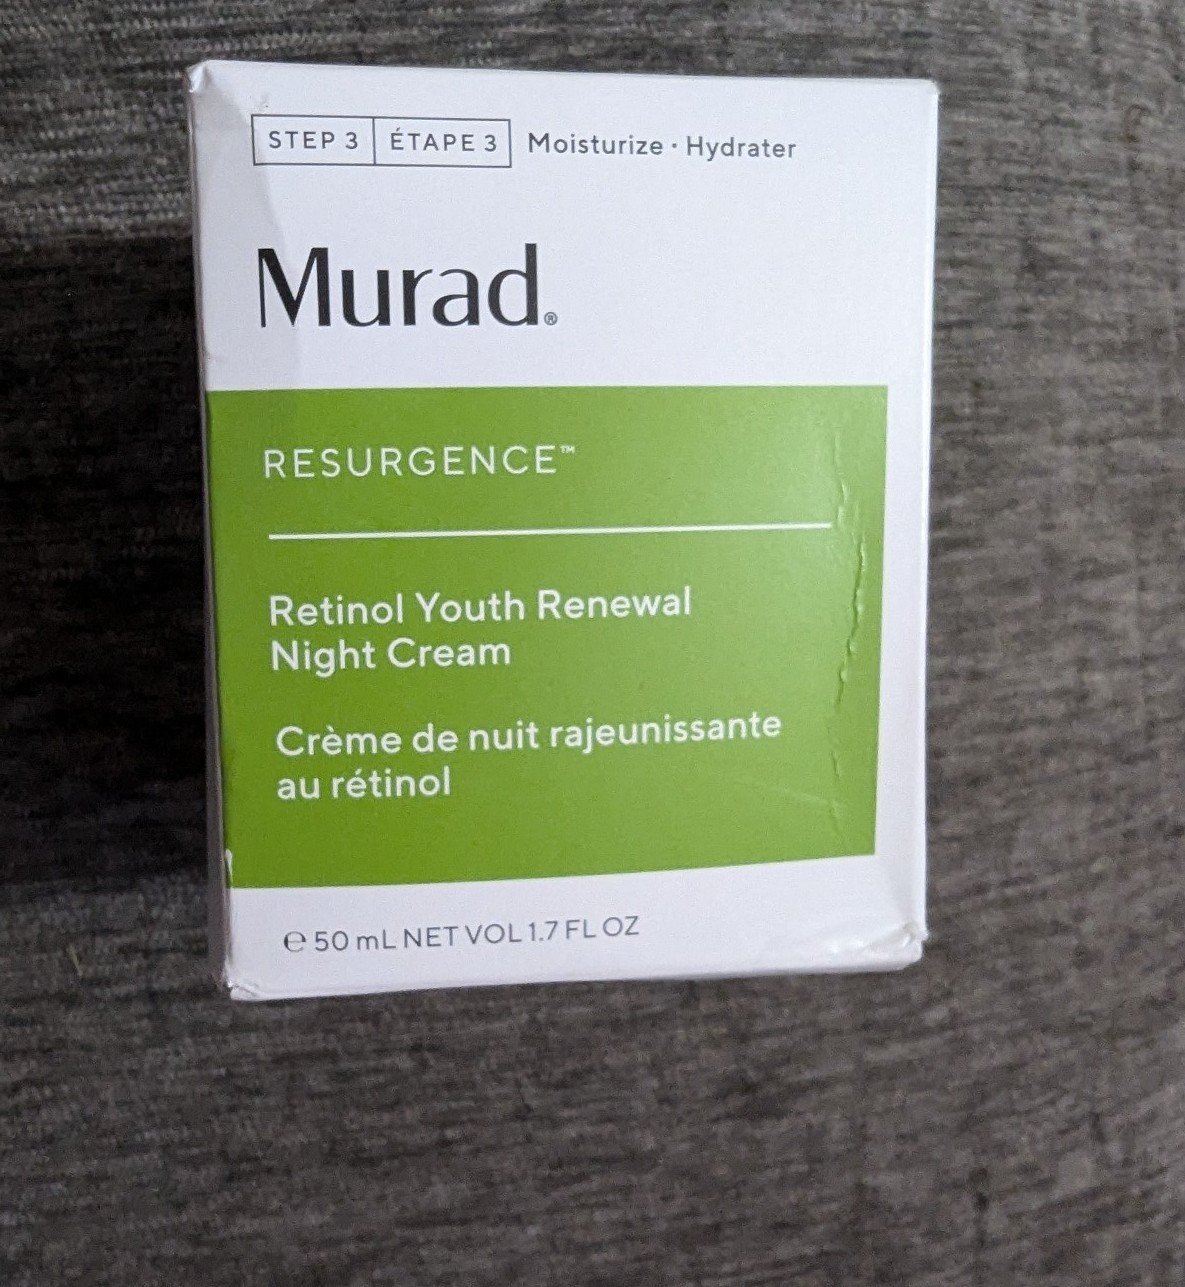 STEP 3 ÉTAPE 3 Moisturize · Hydrater
Murad®
RESURGENCE™
Retinol Youth Renewal
Night Cream
Crème de nuit rajeunissante
au rétinol
℮ 50 mL NET VOL 1.7 FL OZ